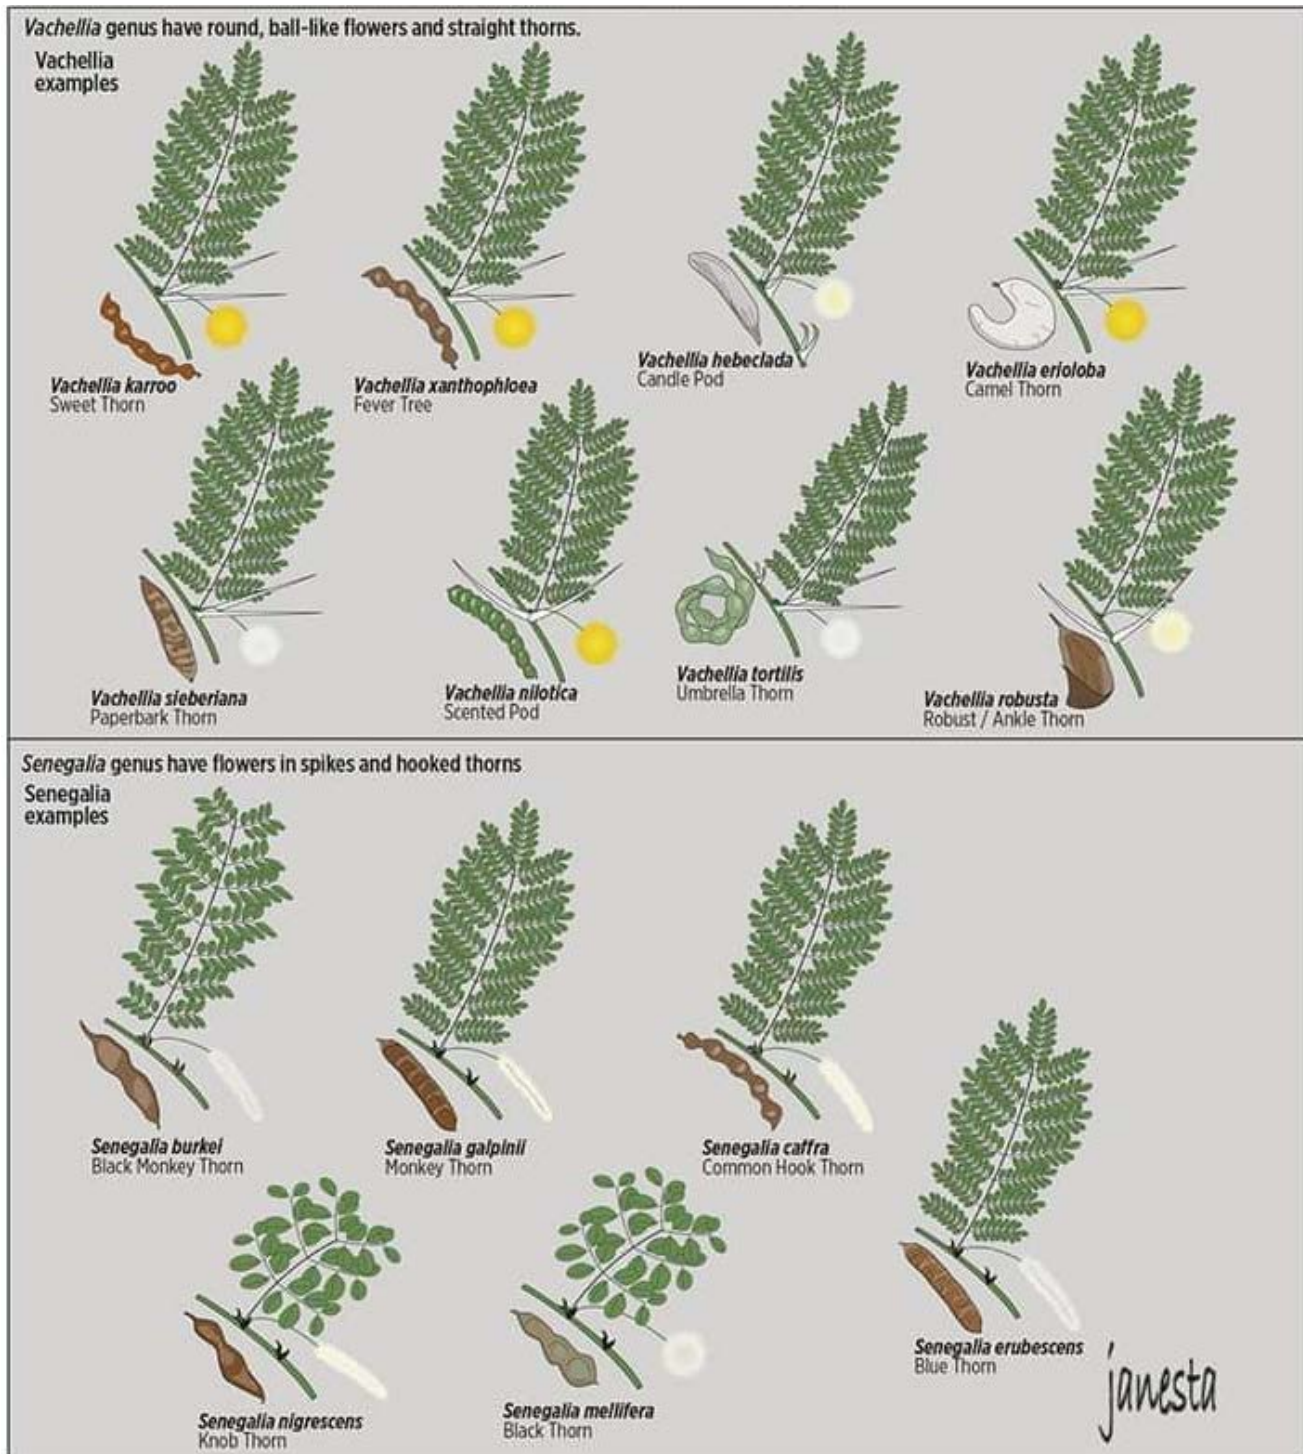 Vachellia genus have round, ball-like flowers and straight thorns.
Vachellia
examples
Vachellia karroo
Sweet Thorn
Vachellia xanthophloea
Fever Tree
Vachellia hebeclada
Candle Pod
Vachellia erioloba
Camel Thorn
Vachellia sieberiana
Paperbark Thorn
Vachellia nilotica
Scented Pod
Vachellia tortilis
Umbrella Thorn
Vachellia robusta
Robust / Ankle Thorn
Senegalia genus have flowers in spikes and hooked thorns
Senegalia
examples
Senegalia burkei
Black Monkey Thorn
Senegalia galpinii
Monkey Thorn
Senegalia caffra
Common Hook Thorn
Senegalia erubescens
Blue Thorn
Senegalia nigrescens
Knob Thorn
Senegalia mellifera
Black Thorn
janesta